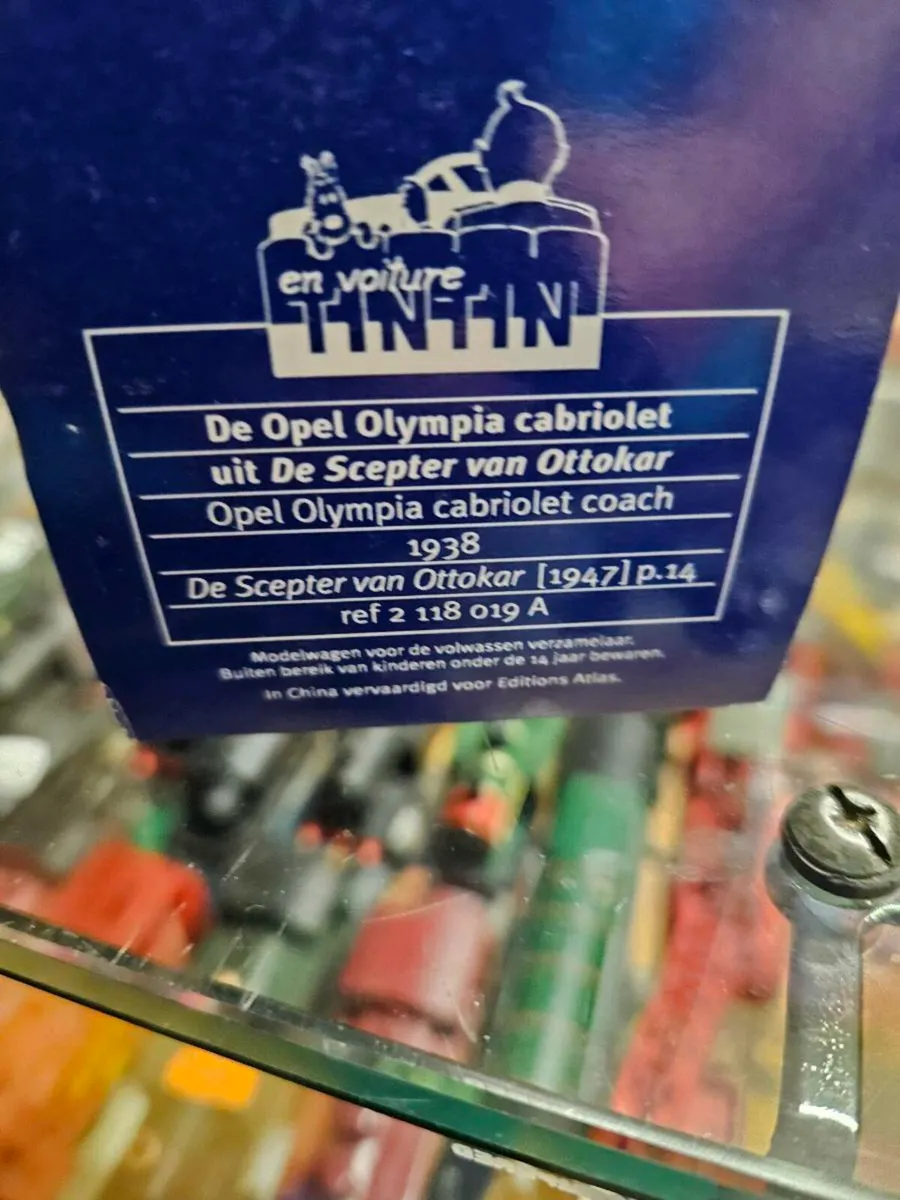 en voiture
TINTIN
De Opel Olympia cabriolet
uit De Scepter van Ottokar
Opel Olympia cabriolet coach
1938
De Scepter van Ottokar [1947] p.14
ref 2 118 019 A
Modelwagen voor de volwassen verzamelaar.
Buiten bereik van kinderen onder de 14 jaar bewaren.
In China vervaardigd voor Editions Atlas.